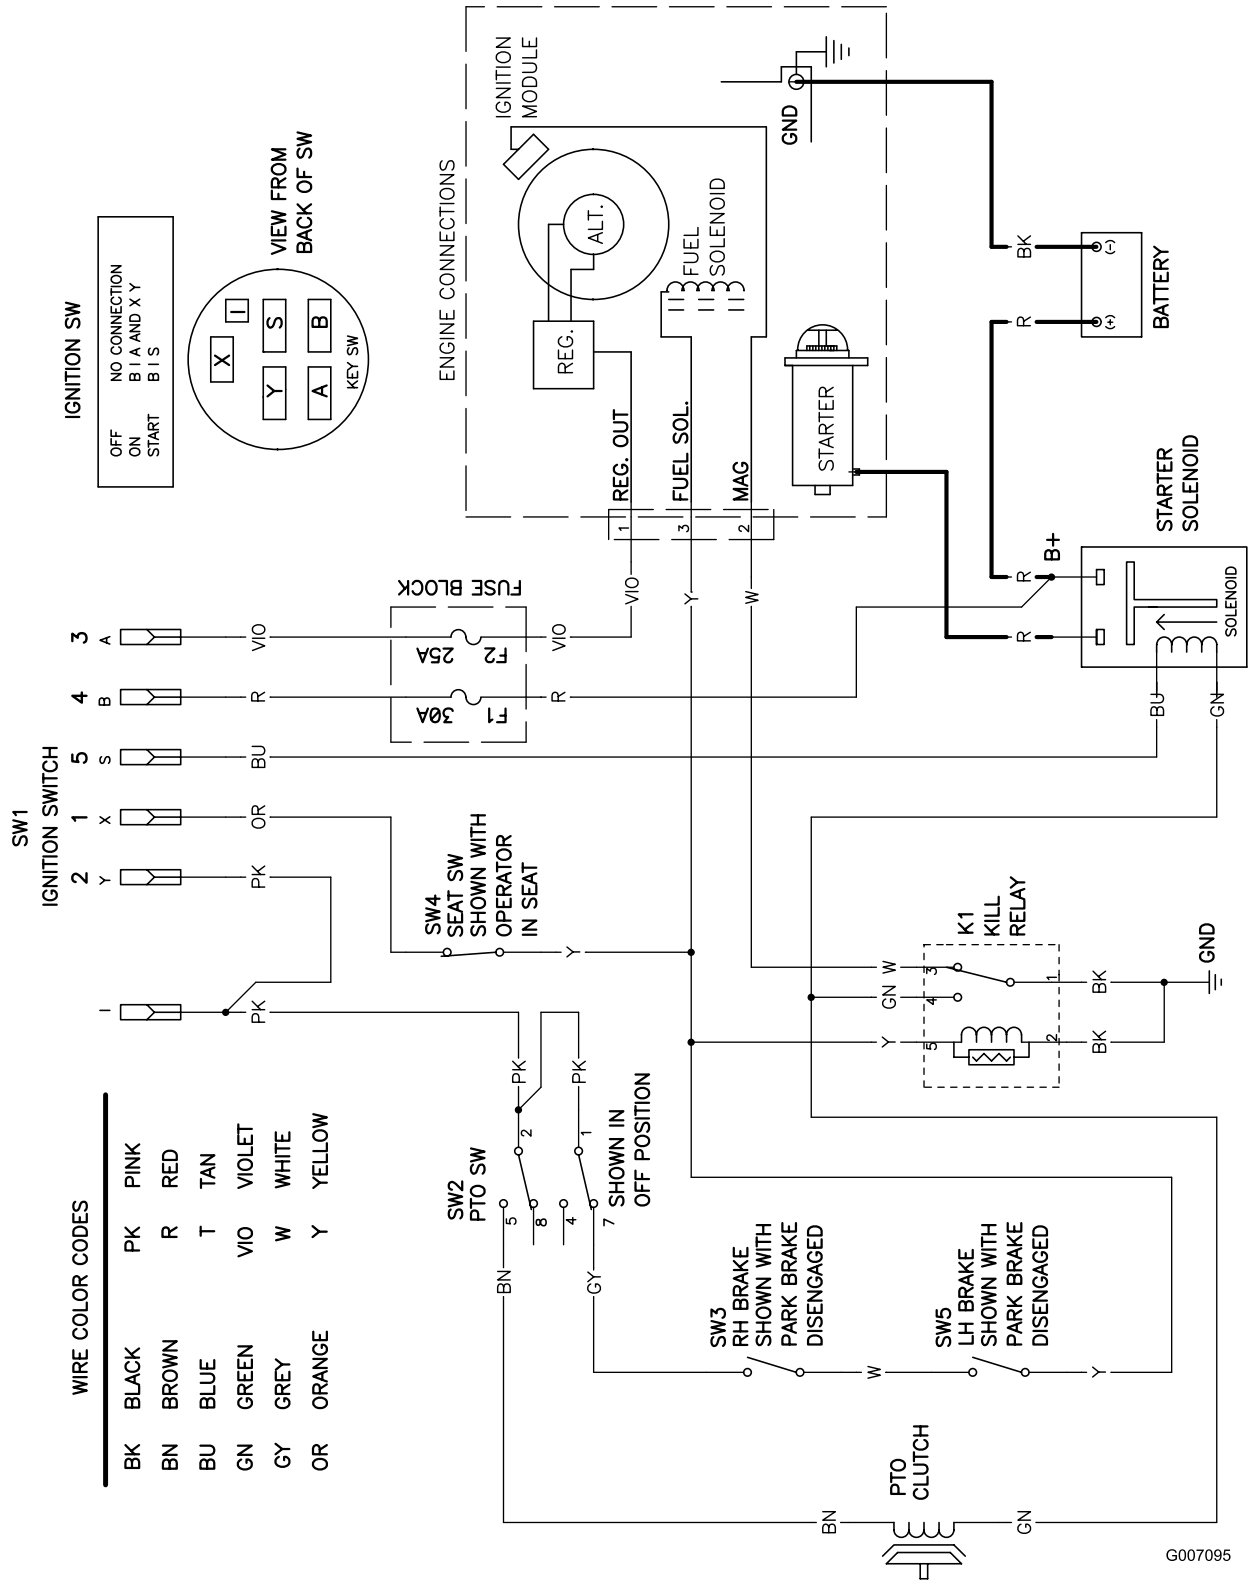 IGNITION SW
OFF NO CONNECTION
ON B I A AND X Y
START B I S
VIEW FROM
BACK OF SW
X
I
Y
S
A
B
KEY SW
ENGINE CONNECTIONS
IGNITION
MODULE
ALT.
REG.
FUEL
SOLENOID
GND
STARTER
REG. OUT
FUEL SOL.
MAG
1
3
2
BK
R
(-)
(+)
BATTERY
STARTER
SOLENOID
B+
R
R
SOLENOID
BU
GN
SW1
IGNITION SWITCH
3
A
VIO
4
B
R
5
S
BU
1
X
OR
2
Y
PK
I
PK
FUSE BLOCK
25A
F2
30A
F1
VIO
R
VIO
Y
W
SW4
SEAT SW
SHOWN WITH
OPERATOR
IN SEAT
Y
K1
KILL
RELAY
W
3
GN
4
Y
5
1
BK
2
BK
GND
PK
PK
SW2
PTO SW
2
1
5
8
4
7
SHOWN IN
OFF POSITION
BN
GY
SW3
RH BRAKE
SHOWN WITH
PARK BRAKE
DISENGAGED
W
SW5
LH BRAKE
SHOWN WITH
PARK BRAKE
DISENGAGED
Y
BN
PTO
CLUTCH
GN
WIRE COLOR CODES
BK BLACK PK PINK
BN BROWN R RED
BU BLUE T TAN
GN GREEN VIO VIOLET
GY GREY W WHITE
OR ORANGE Y YELLOW
G007095